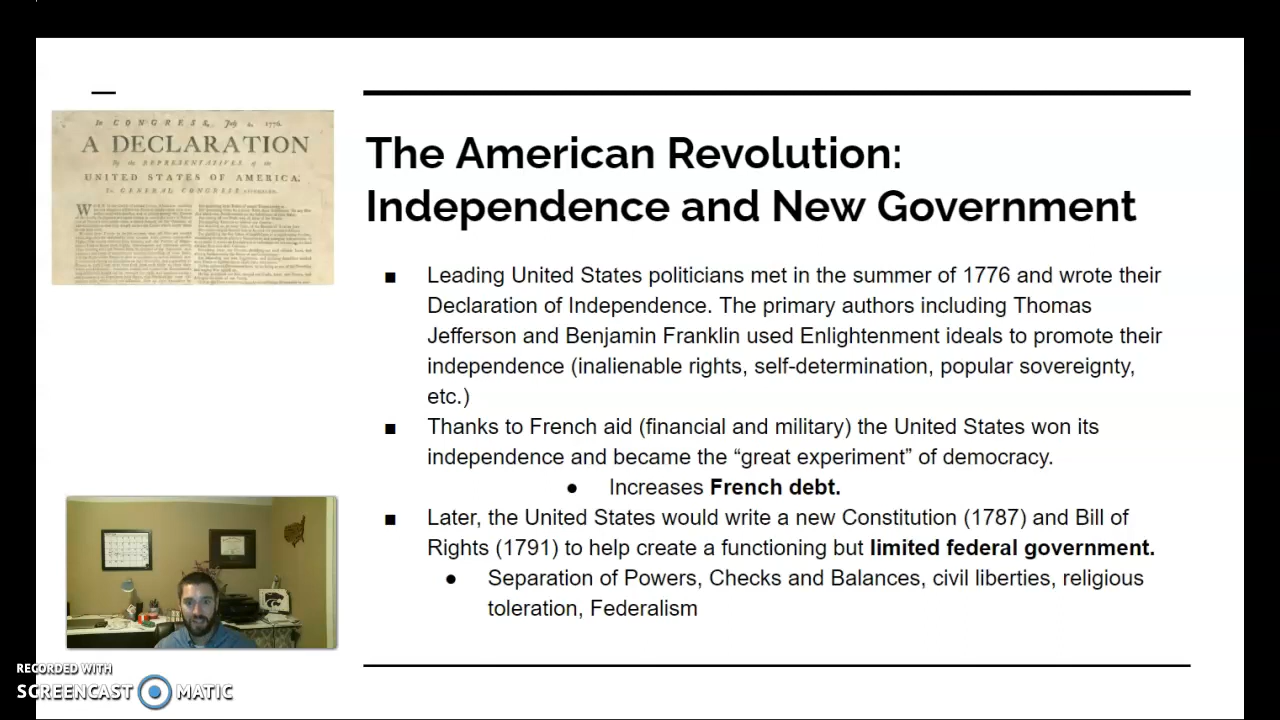 In CONGRESS, July 4, 1776.
A DECLARATION
By the REPRESENTATIVES of the
UNITED STATES OF AMERICA,
In GENERAL CONGRESS ASSEMBLED.
The American Revolution:
Independence and New Government
■ Leading United States politicians met in the summer of 1776 and wrote their
Declaration of Independence. The primary authors including Thomas
Jefferson and Benjamin Franklin used Enlightenment ideals to promote their
independence (inalienable rights, self-determination, popular sovereignty,
etc.)
■ Thanks to French aid (financial and military) the United States won its
independence and became the “great experiment” of democracy.
● Increases French debt.
■ Later, the United States would write a new Constitution (1787) and Bill of
Rights (1791) to help create a functioning but limited federal government.
● Separation of Powers, Checks and Balances, civil liberties, religious
toleration, Federalism
RECORDED WITH
SCREENCAST MATIC